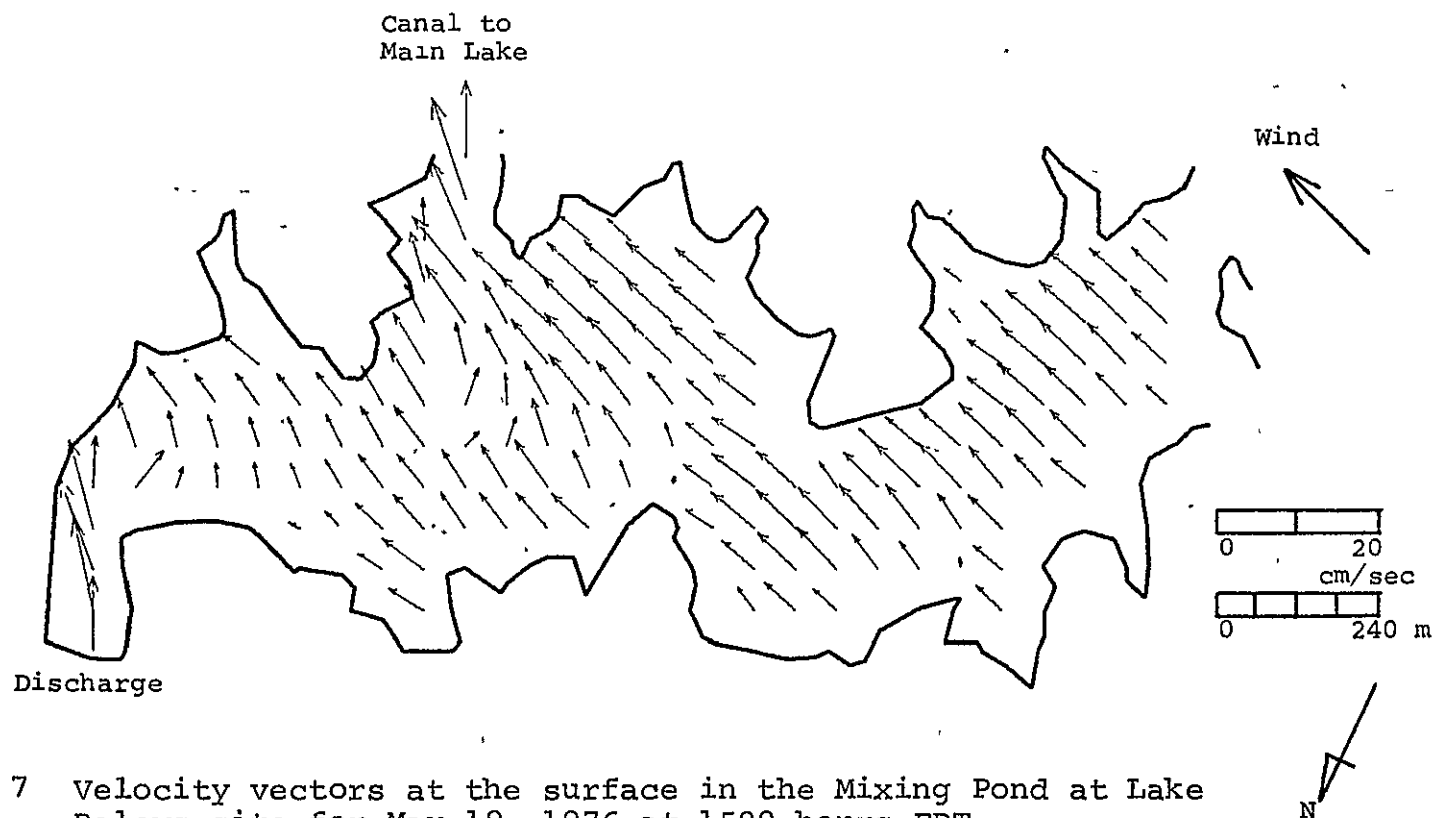 Canal to
Main Lake
Wind
0 20
cm/sec
0 240 m
Discharge
N
7 Velocity vectors at the surface in the Mixing Pond at Lake